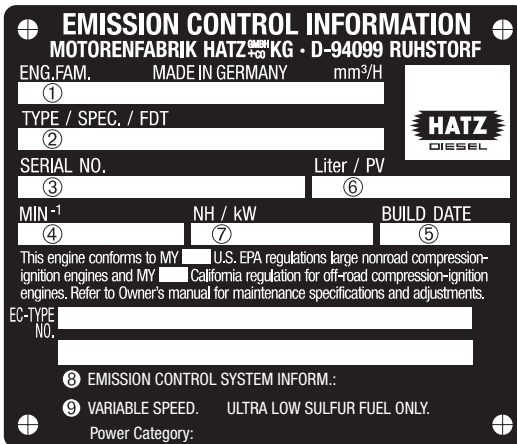 EMISSION CONTROL INFORMATION
MOTORENFABRIK HATZ GMBH +CO KG · D-94099 RUHSTORF
ENG.FAM. MADE IN GERMANY mm³/H
①
TYPE / SPEC. / FDT
②
HATZ
DIESEL
SERIAL NO. Liter / PV
③ ⑥
MIN⁻¹ NH / kW BUILD DATE
④ ⑦ ⑤
This engine conforms to MY U.S. EPA regulations large nonroad compression-
ignition engines and MY California regulation for off-road compression-ignition
engines. Refer to Owner's manual for maintenance specifications and adjustments.
EC-TYPE
NO.
⑧ EMISSION CONTROL SYSTEM INFORM.:
⑨ VARIABLE SPEED. ULTRA LOW SULFUR FUEL ONLY.
Power Category: